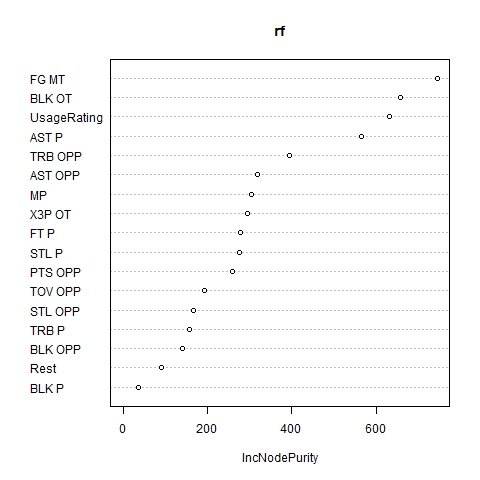 rf
FG MT
BLK OT
UsageRating
AST P
TRB OPP
AST OPP
MP
X3P OT
FT P
STL P
PTS OPP
TOV OPP
STL OPP
TRB P
BLK OPP
Rest
BLK P
0 200 400 600
IncNodePurity